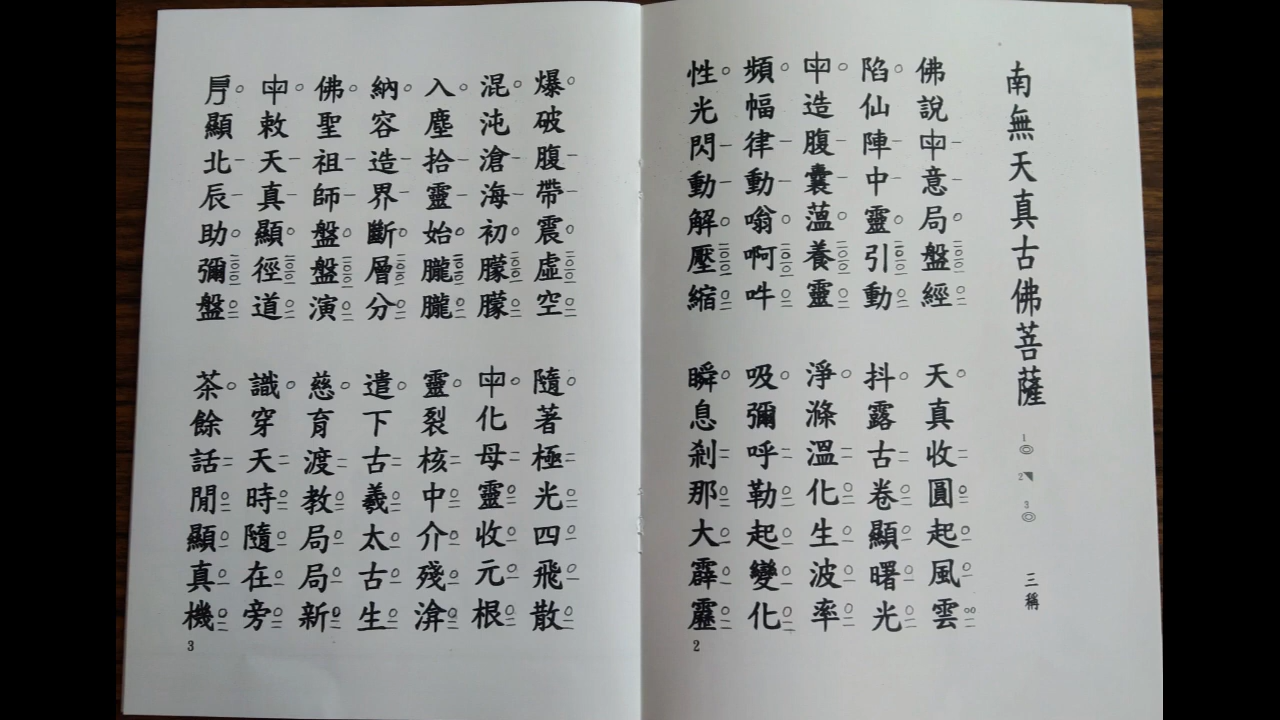 南無天真古佛菩薩 1◎ 2◥ 3◎ 三稱
佛說中意局盤經 天真收圓起風雲
陷仙陣中靈引動 抖露古卷顯曙光
中造腹囊薀養靈 淨滌溫化生波率
頻幅律動嗡啊吽 吸彌呼勒起變化
性光閃動解壓縮 瞬息剎那大霹靂
2
爆破腹帶震虛空 隨著極光四飛散
混沌滄海初朦朦 中化母靈收元根
入塵拾靈始朧朧 靈裂核中介殘渰
納容造界斷層分 遣下古羲太古生
佛聖祖師盤盤演 慈育渡教局局新
中敕天真顯徑道 識穿天時隨在旁
顯北辰助彌盤 茶餘話閒顯真機
3